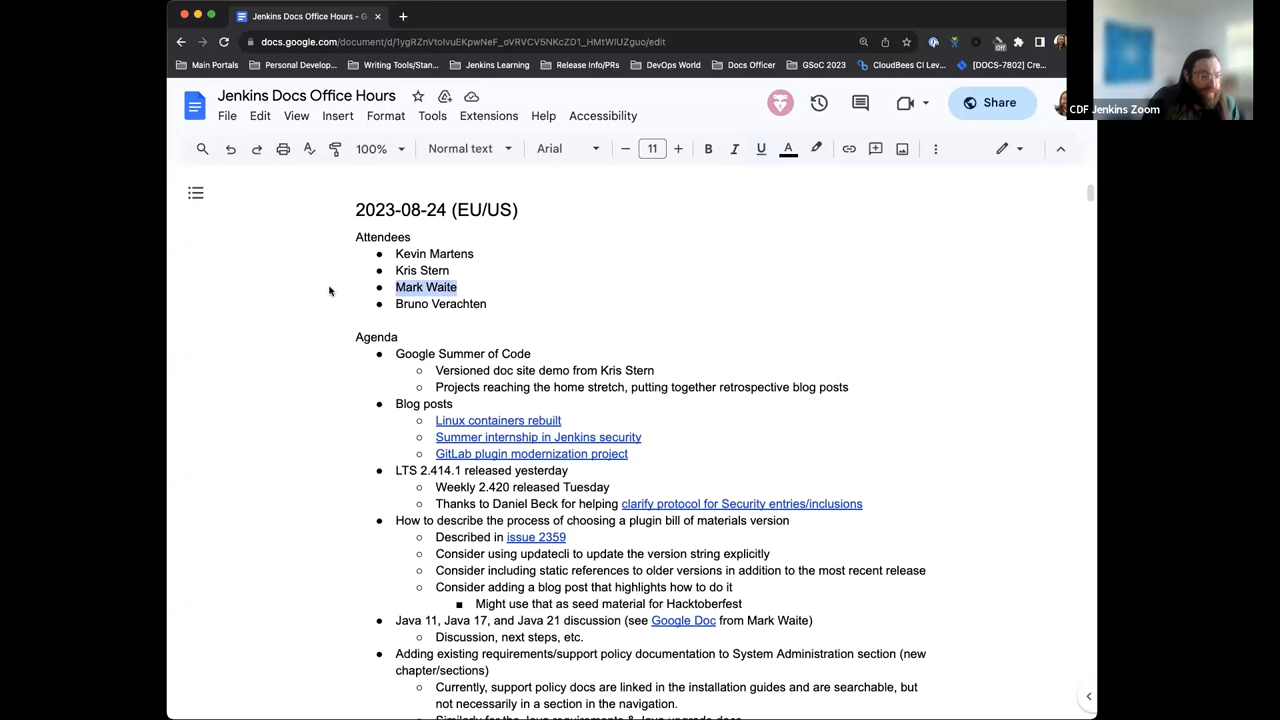 Jenkins Docs Office Hours - G
docs.google.com/document/d/1ygRZnVtoIvuEKpwNeF_oVRVCV5NKcZD1_HMtWlUZguo/edit
Main Portals
Personal Develop...
Writing Tools/Stan...
Jenkins Learning
Release Info/PRs
DevOps World
Docs Officer
GSoC 2023
CloudBees CI Lev...
[DOCS-7802] Cre...
CDF Jenkins Zoom
Jenkins Docs Office Hours
Share
File Edit View Insert Format Tools Extensions Help Accessibility
100% Normal text Arial 11 B I U A
2023-08-24 (EU/US)
Attendees
● Kevin Martens
● Kris Stern
● Mark Waite
● Bruno Verachten
Agenda
● Google Summer of Code
○ Versioned doc site demo from Kris Stern
○ Projects reaching the home stretch, putting together retrospective blog posts
● Blog posts
○ Linux containers rebuilt
○ Summer internship in Jenkins security
○ GitLab plugin modernization project
● LTS 2.414.1 released yesterday
○ Weekly 2.420 released Tuesday
○ Thanks to Daniel Beck for helping clarify protocol for Security entries/inclusions
● How to describe the process of choosing a plugin bill of materials version
○ Described in issue 2359
○ Consider using updatecli to update the version string explicitly
○ Consider including static references to older versions in addition to the most recent release
○ Consider adding a blog post that highlights how to do it
■ Might use that as seed material for Hacktoberfest
● Java 11, Java 17, and Java 21 discussion (see Google Doc from Mark Waite)
○ Discussion, next steps, etc.
● Adding existing requirements/support policy documentation to System Administration section (new
chapter/sections)
○ Currently, support policy docs are linked in the installation guides and are searchable, but
not necessarily in a section in the navigation.